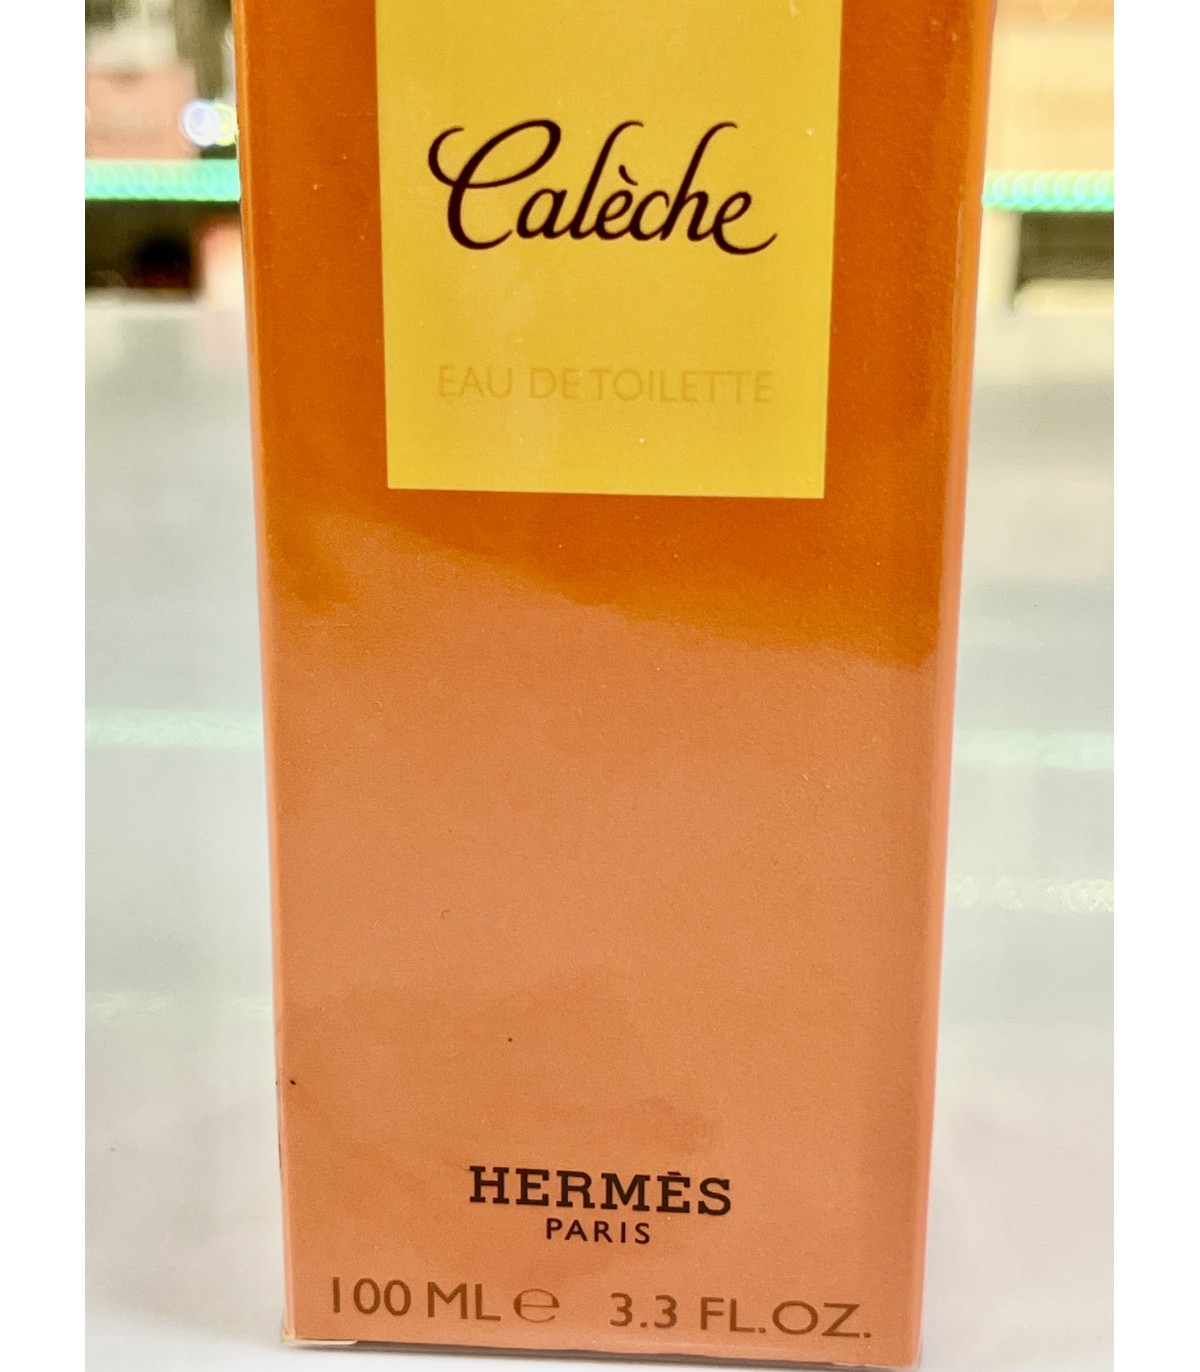 Calèche
EAU DE TOILETTE
HERMÈS
PARIS
100 ML ℮ 3.3 FL.OZ.